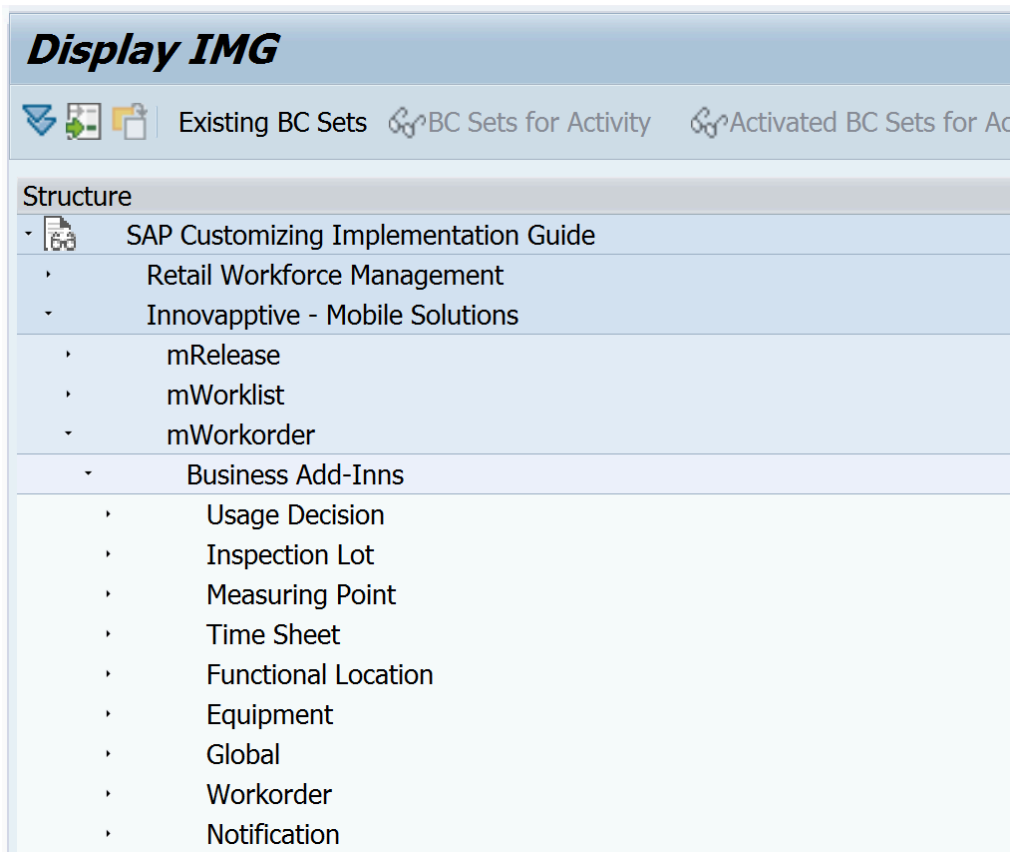 Display IMG
Existing BC Sets BC Sets for Activity Activated BC Sets for Ac
Structure
SAP Customizing Implementation Guide
Retail Workforce Management
Innovapptive - Mobile Solutions
mRelease
mWorklist
mWorkorder
Business Add-Inns
Usage Decision
Inspection Lot
Measuring Point
Time Sheet
Functional Location
Equipment
Global
Workorder
Notification